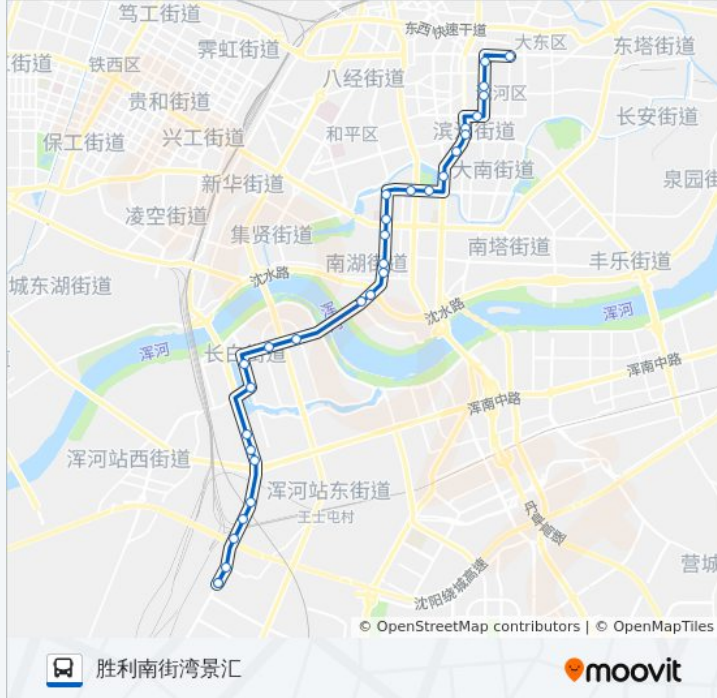 笃工街道
东西快速干道
大东区
东塔街道
霁虹街道
铁西区
八经街道
贵和街道
河区
长安街道
保工街道
兴工街道
和平区
大南街道
泉园街
新华街道
凌空街道
集贤街道
南塔街道
南湖街道
丰乐街道
沈水路
城东湖街道
沈水路
浑河
浑河
长白街道
浑南中路
浑南中路
浑河站西街道
浑河站东街道
王士屯村
丹阜高速
营城
沈阳绕城高速
© OpenStreetMap contributors | © OpenMapTiles
胜利南街湾景汇
moovit